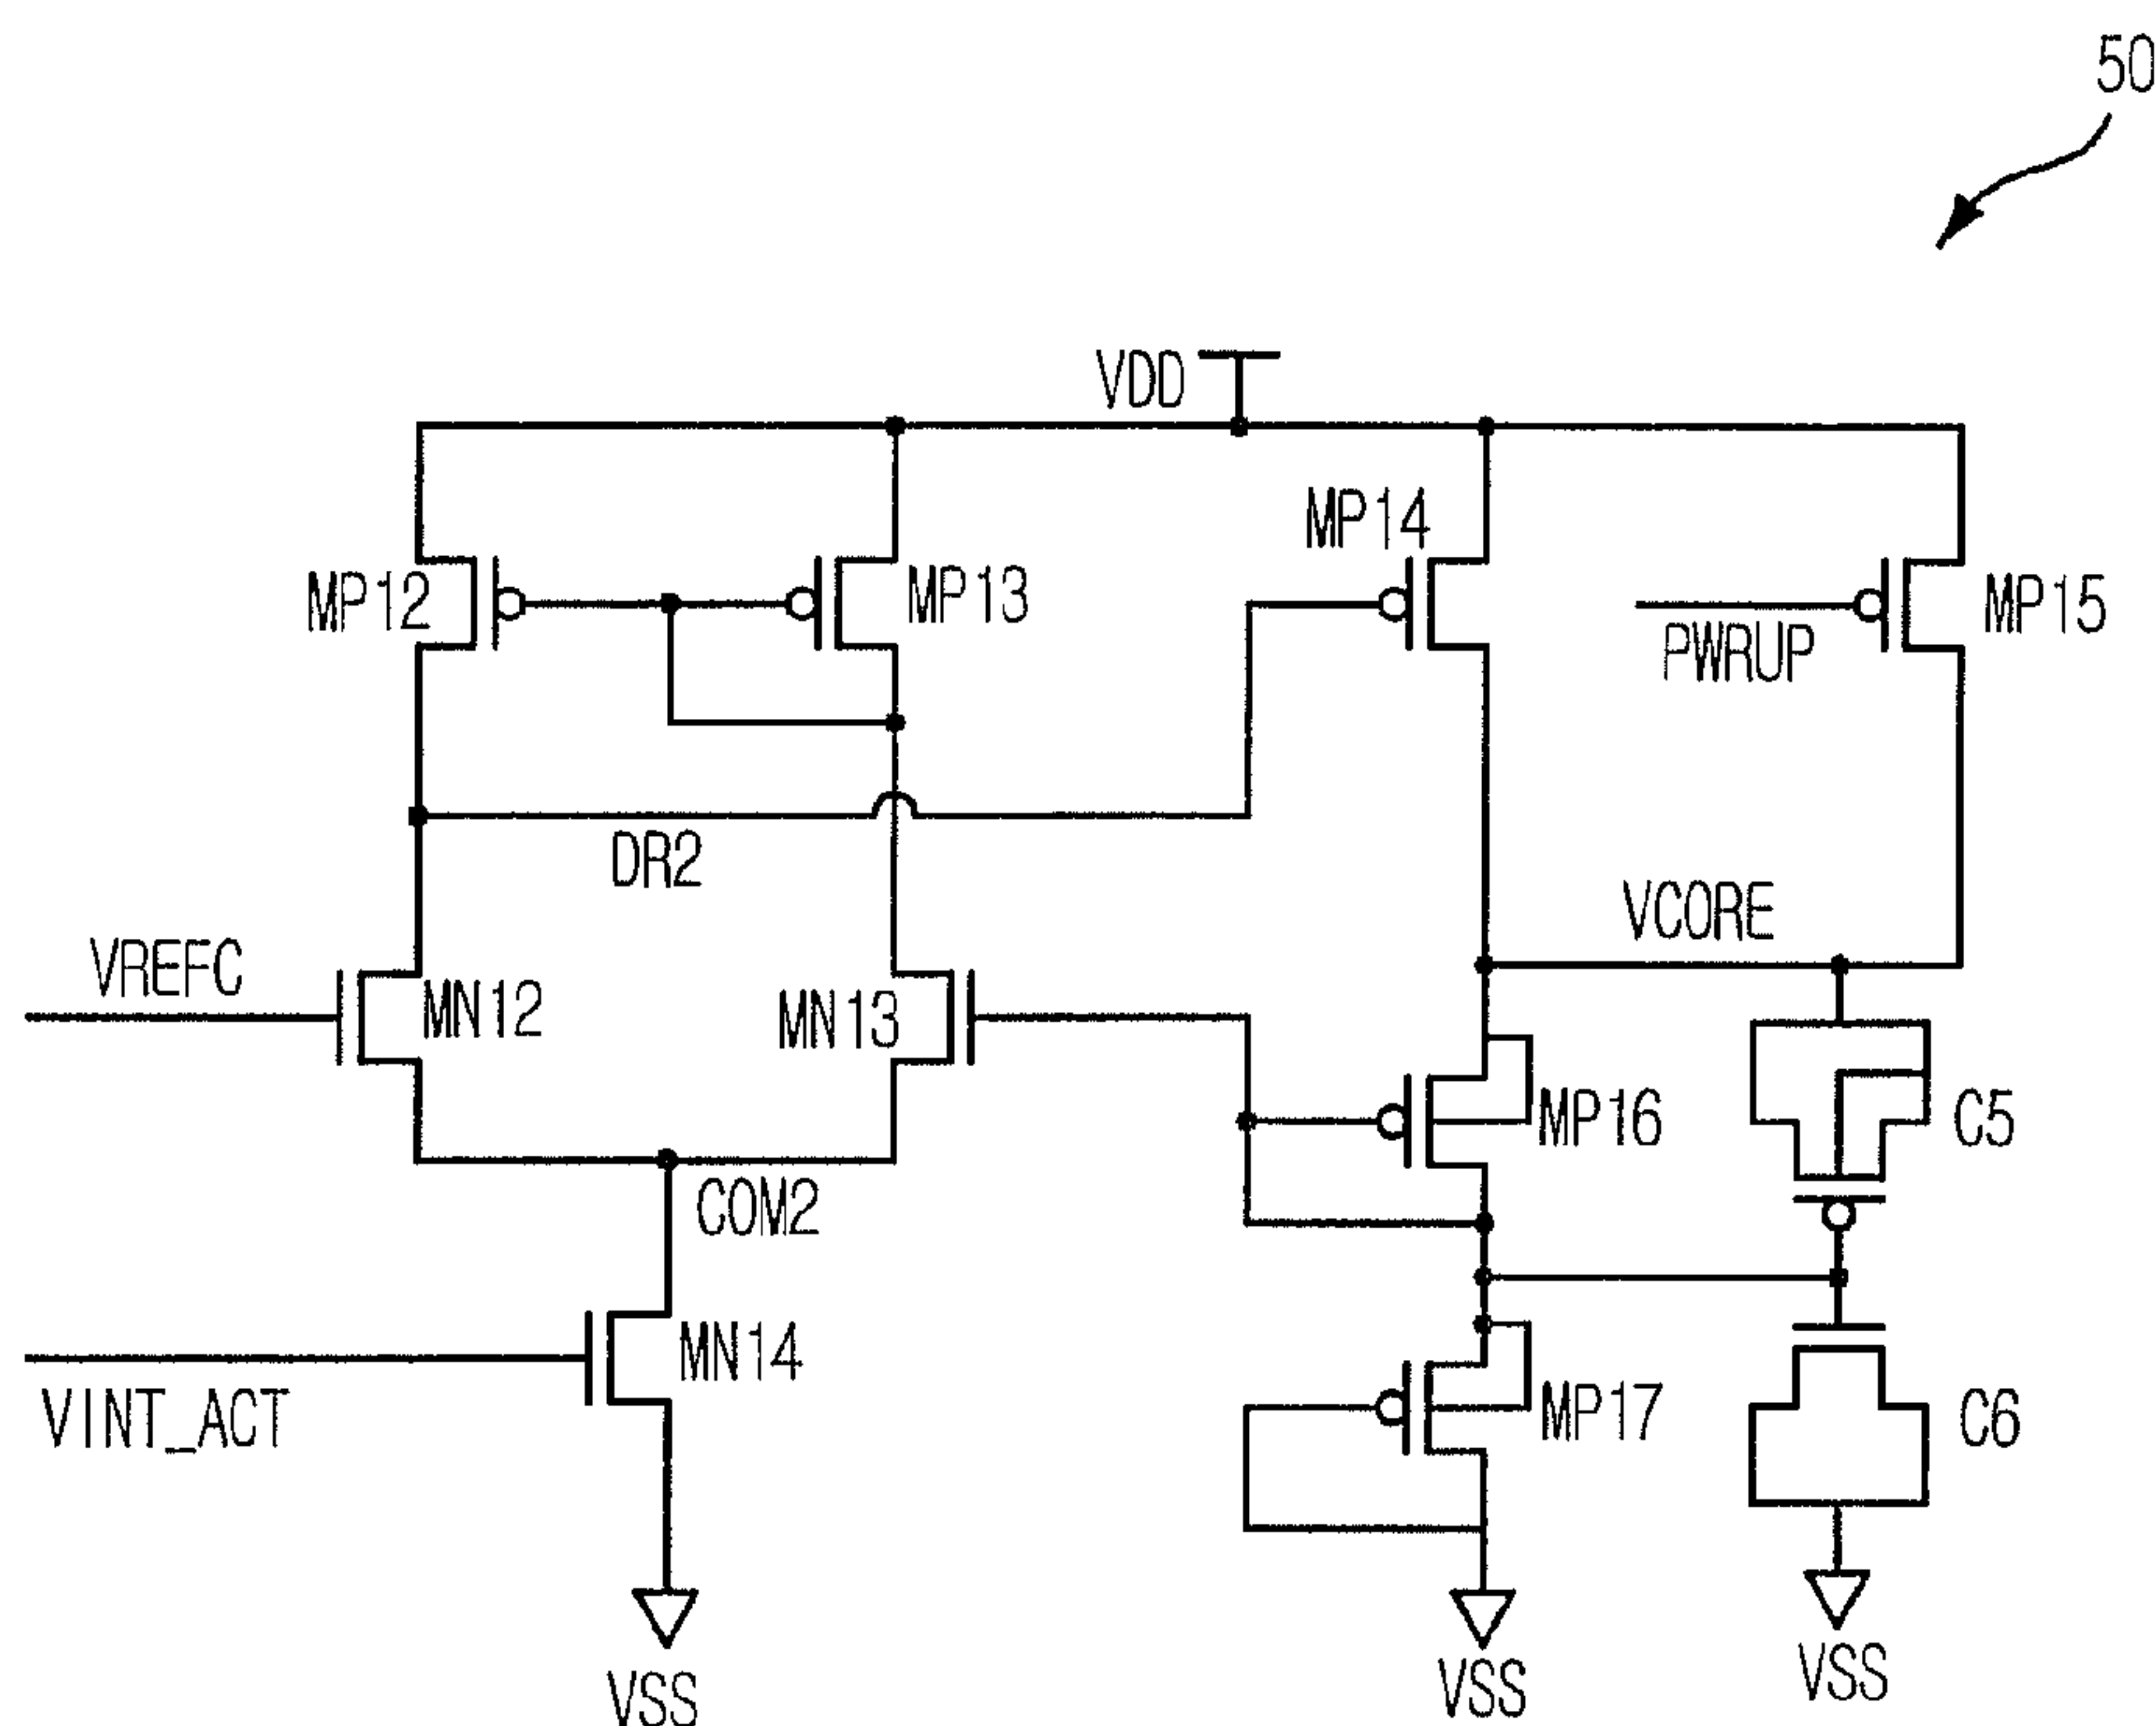 50
VDD
MP14
MP12
MP13
MP15
PWRUP
DR2
VCORE
VREFC
MN12
MN13
MP16
C5
COM2
MN14
VINT_ACT
MP17
C6
VSS
VSS
VSS